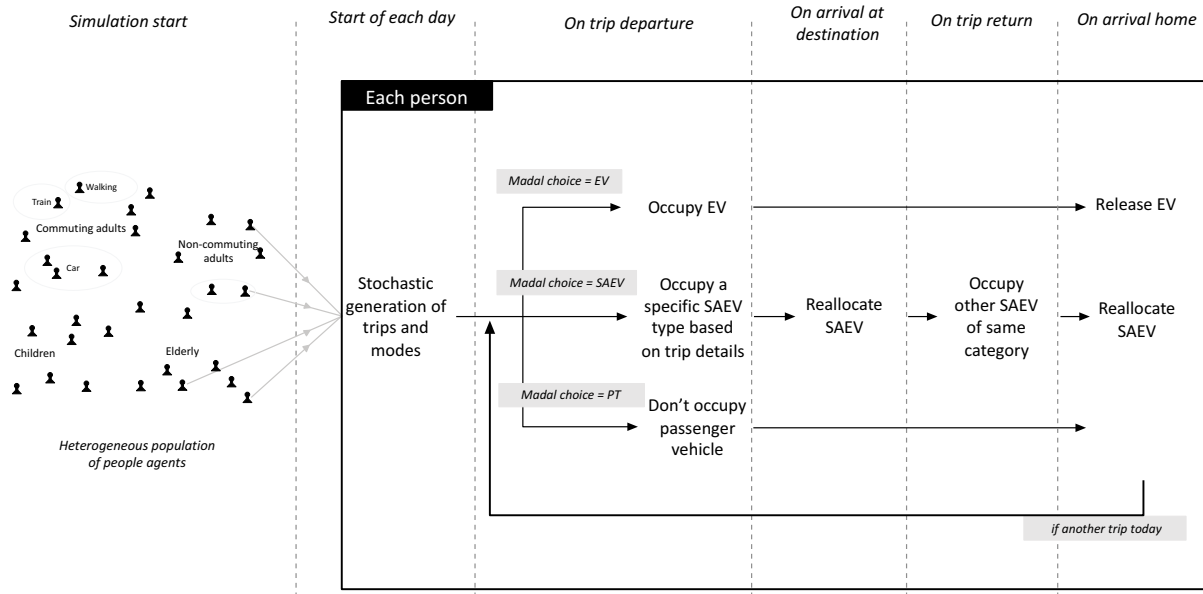 Simulation start
Start of each day
On trip departure
On arrival at
destination
On trip return
On arrival home
Each person
Walking
Train
Commuting adults
Car
Non-commuting
adults
Children
Elderly
Heterogeneous population
of people agents
Stochastic
generation of
trips and
modes
Madal choice = EV
Occupy EV
Release EV
Madal choice = SAEV
Occupy a
specific SAEV
type based
on trip details
Reallocate
SAEV
Occupy
other SAEV
of same
category
Reallocate
SAEV
Madal choice = PT
Don’t occupy
passenger
vehicle
if another trip today